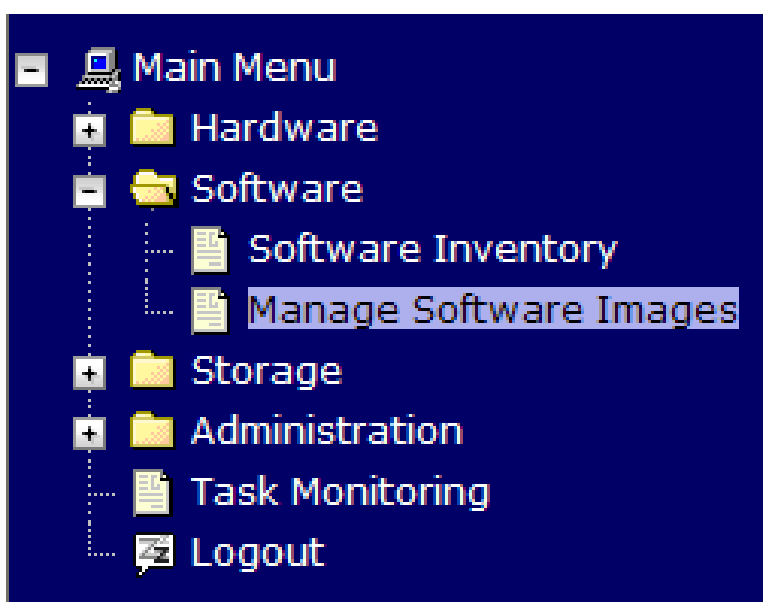 Main Menu
Hardware
Software
Software Inventory
Manage Software Images
Storage
Administration
Task Monitoring
Logout